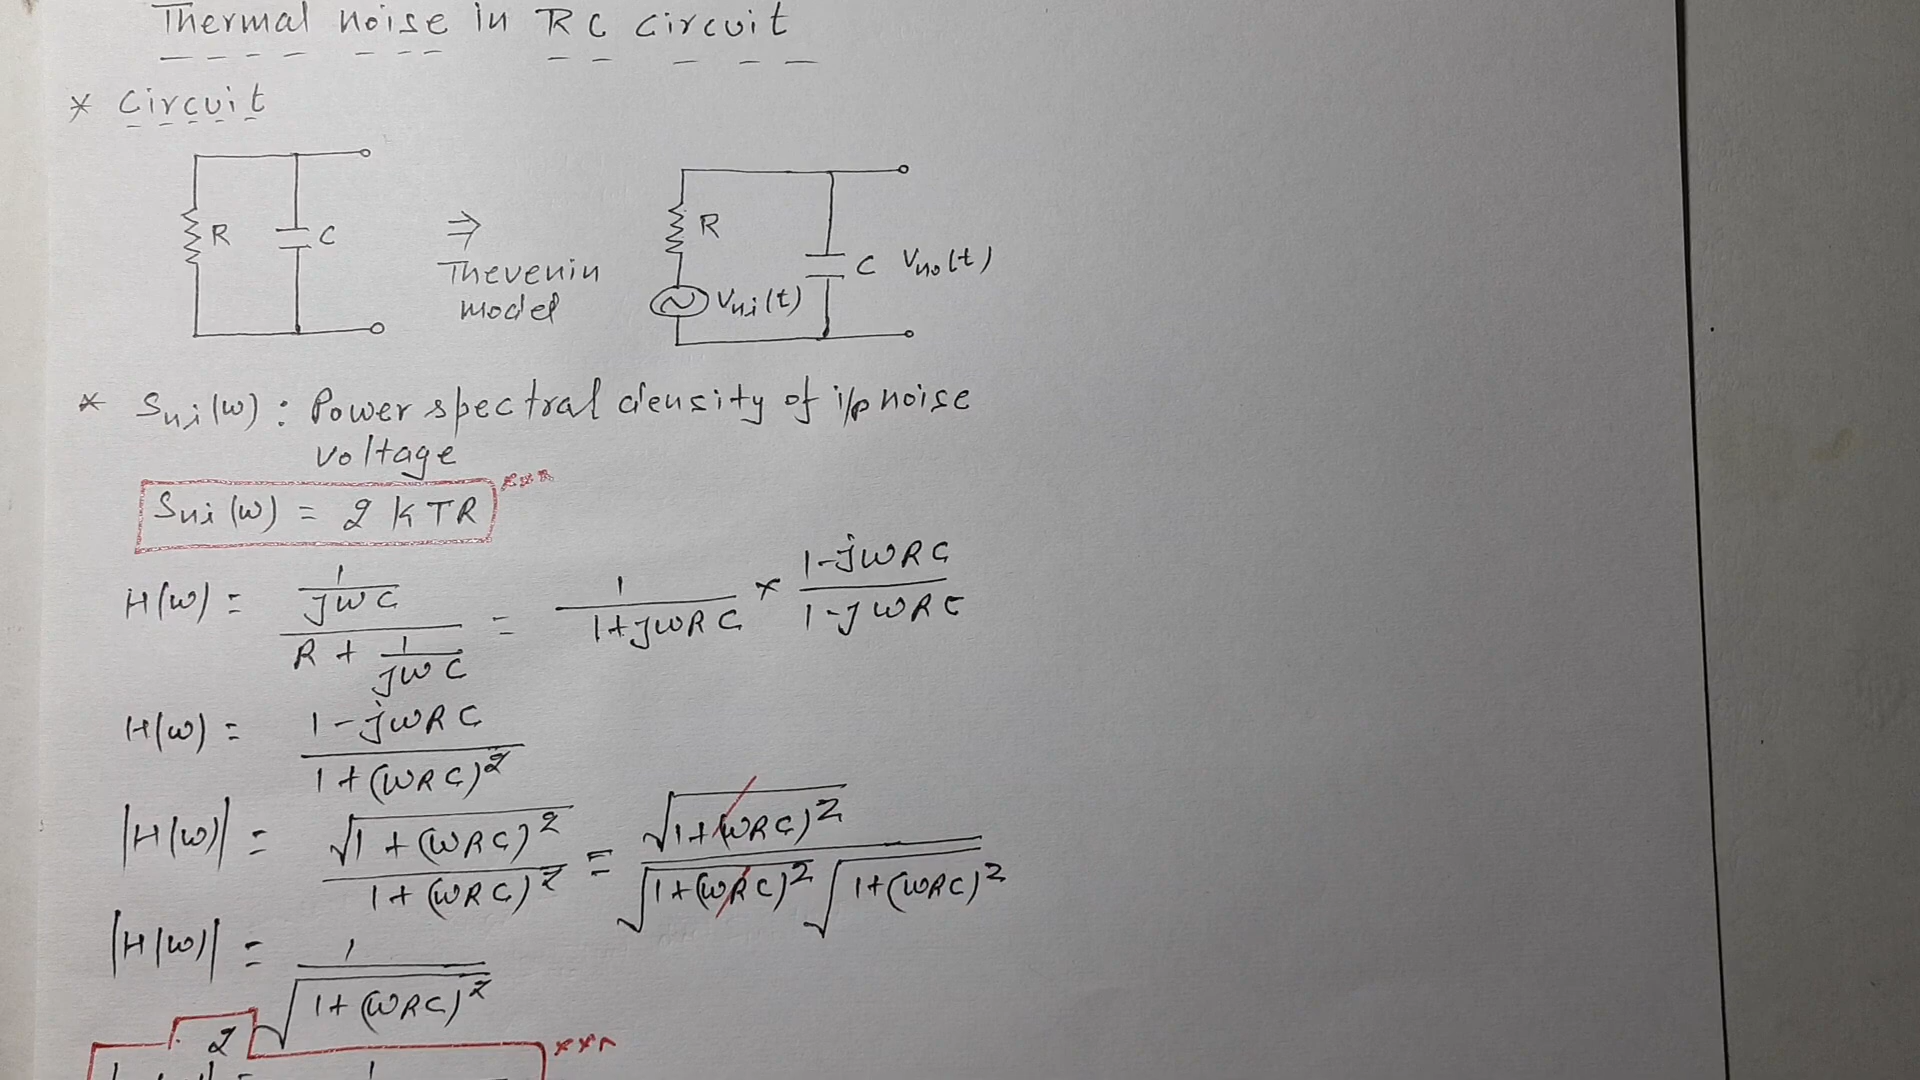 Thermal noise in RC circuit
* Circuit
R C
⇒
Thevenin
model
R
C Vno(t)
Vni(t)
* Sni(ω) : Power spectral density of i/p noise
voltage
Sni(ω) = 2KTR ***
H(ω) = (1/jωC) / (R + 1/jωC) = 1/(1+jωRC) × (1-jωRC)/(1-jωRC)
H(ω) = (1-jωRC) / (1+(ωRC)²)
|H(ω)| = √(1+(ωRC)²) / (1+(ωRC)²) = √(1+(ωRC)²) / (√(1+(ωRC)²) √(1+(ωRC)²))
|H(ω)| = 1 / √(1+(ωRC)²)
2 ***